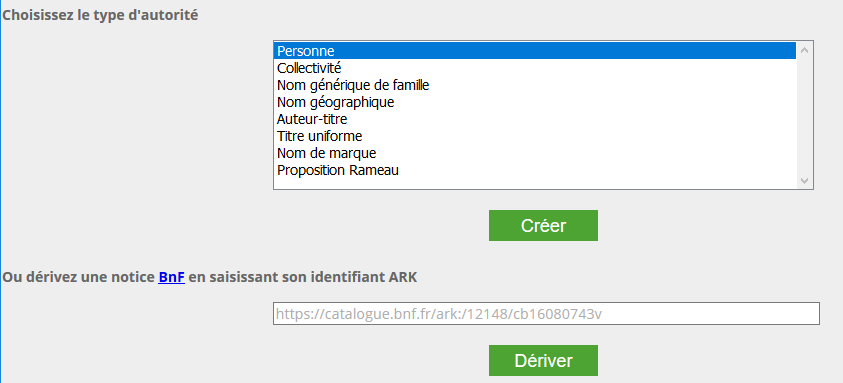 Choisissez le type d'autorité
Personne
Collectivité
Nom générique de famille
Nom géographique
Auteur-titre
Titre uniforme
Nom de marque
Proposition Rameau
Créer
Ou dérivez une notice BnF en saisissant son identifiant ARK
https://catalogue.bnf.fr/ark:/12148/cb16080743v
Dériver